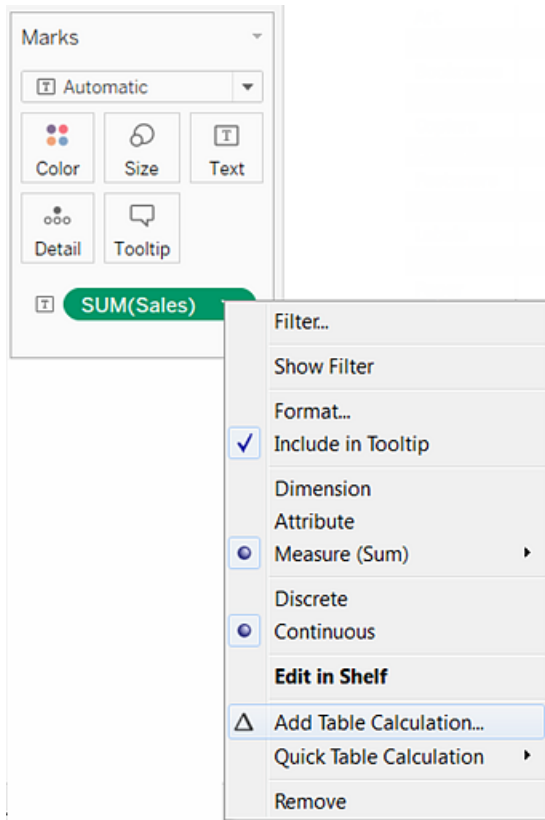 Marks
Automatic
Color Size Text
Detail Tooltip
SUM(Sales)
Filter...
Show Filter
Format...
Include in Tooltip
Dimension
Attribute
Measure (Sum)
Discrete
Continuous
Edit in Shelf
Add Table Calculation...
Quick Table Calculation
Remove